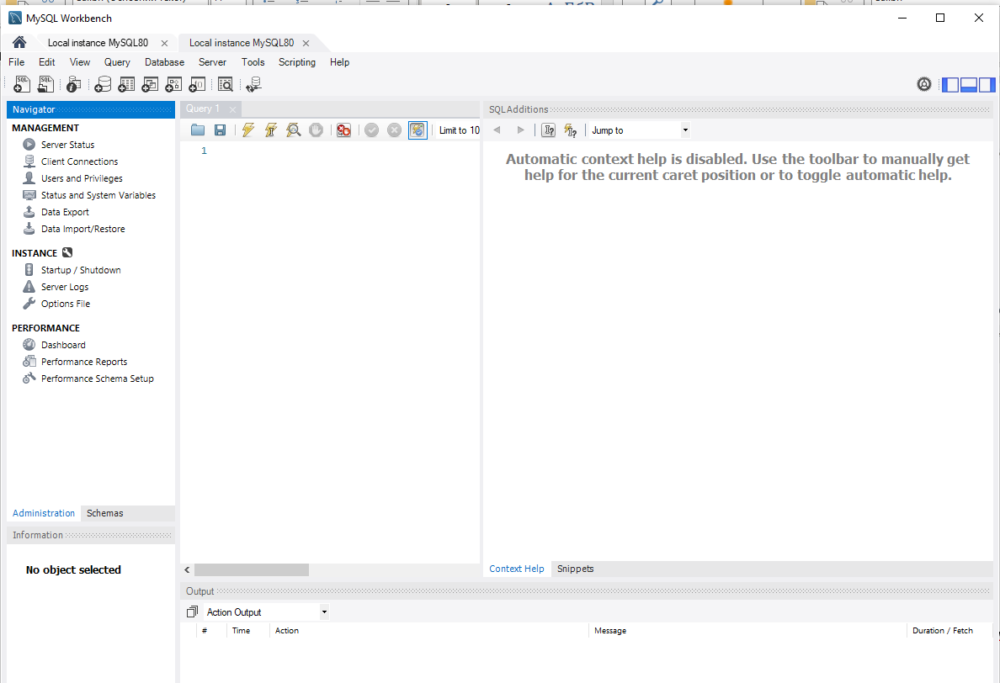 MySQL Workbench
Local instance MySQL80
Local instance MySQL80
File Edit View Query Database Server Tools Scripting Help
Navigator
MANAGEMENT
Server Status
Client Connections
Users and Privileges
Status and System Variables
Data Export
Data Import/Restore
INSTANCE
Startup / Shutdown
Server Logs
Options File
PERFORMANCE
Dashboard
Performance Reports
Performance Schema Setup
Administration Schemas
Information
No object selected
Query 1
Limit to 10
1
SQLAdditions
Jump to
Automatic context help is disabled. Use the toolbar to manually get
help for the current caret position or to toggle automatic help.
Context Help Snippets
Output
Action Output
# Time Action Message Duration / Fetch